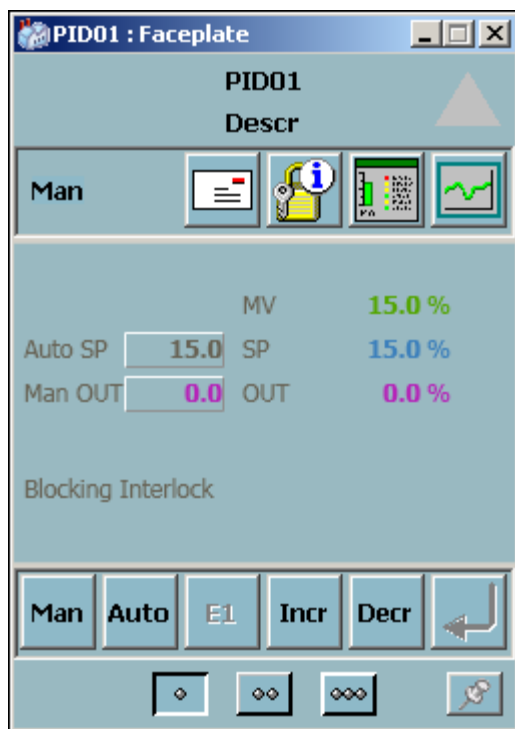 PID01 : Faceplate
PID01
Descr
Man
MV 15.0 %
Auto SP 15.0 SP 15.0 %
Man OUT 0.0 OUT 0.0 %
Blocking Interlock
Man Auto E1 Incr Decr